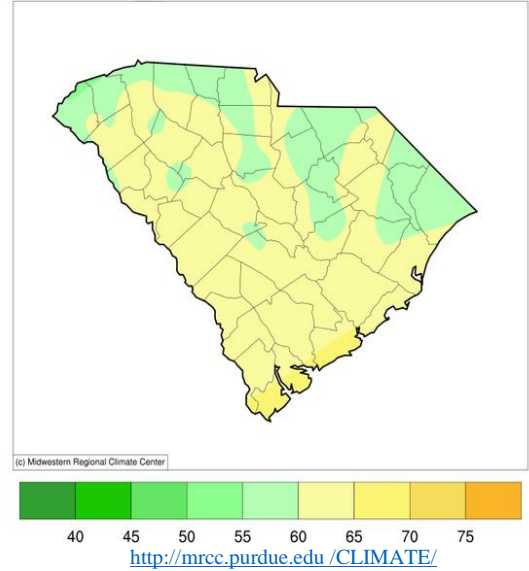 (c) Midwestern Regional Climate Center
40 45 50 55 60 65 70 75
http://mrcc.purdue.edu /CLIMATE/